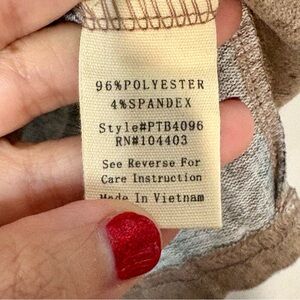 96%POLYESTER
4%SPANDEX
Style#PTB4096
RN#104403
See Reverse For
Care Instruction
Made In Vietnam